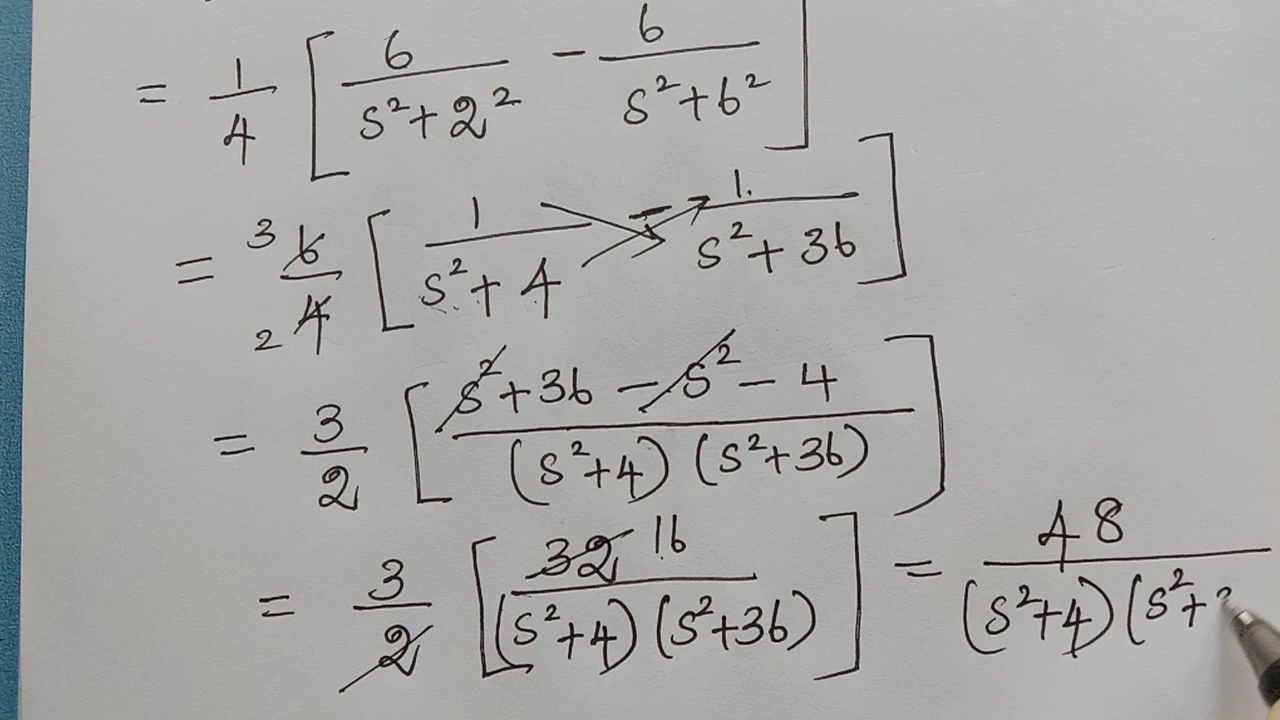 = 1/4 [ 6/(s²+2²) − 6/(s²+6²) ]
= 3 6/4 2 [ 1/(s²+4) − 1./(s²+36) ]
= 3/2 [ (s²+36−s²−4)/((s²+4)(s²+36)) ]
= 3/2 [ 32 16/((s²+4)(s²+36)) ] = 48/((s²+4)(s²+